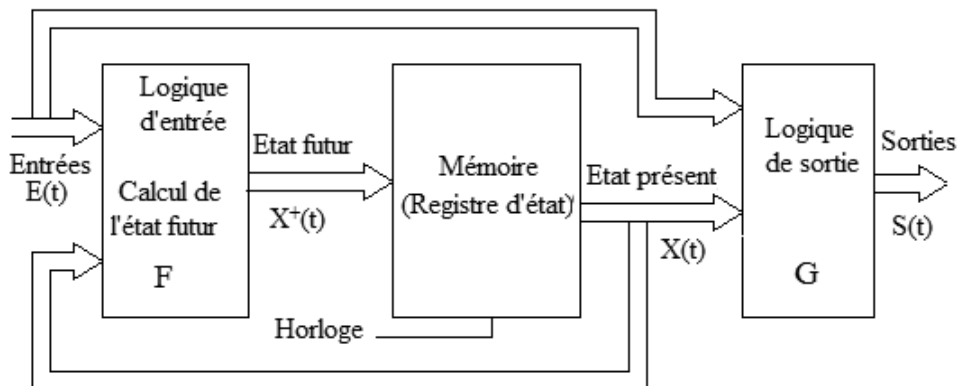 Entrées
E(t)
Logique
d'entrée
Calcul de
l'état futur
F
Etat futur
X⁺(t)
Mémoire
(Registre d'état)
Horloge
Etat présent
X(t)
Logique
de sortie
G
Sorties
S(t)